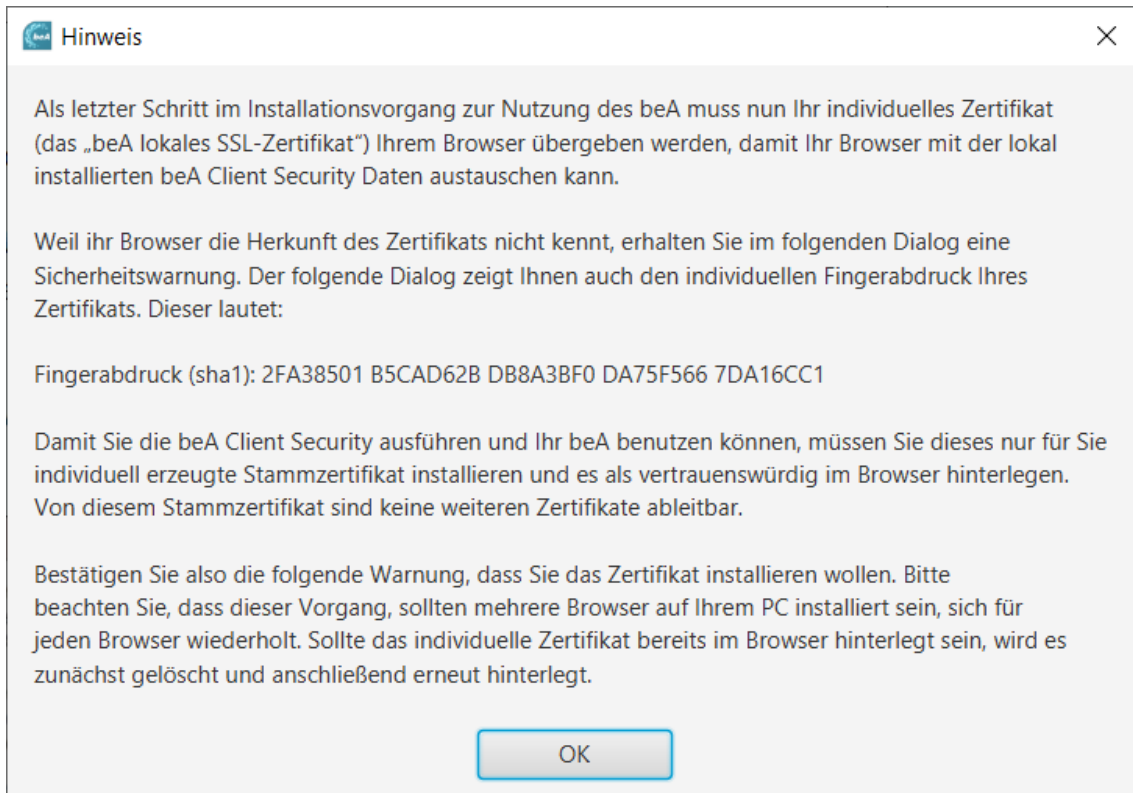 beA Hinweis
Als letzter Schritt im Installationsvorgang zur Nutzung des beA muss nun Ihr individuelles Zertifikat
(das „beA lokales SSL-Zertifikat“) Ihrem Browser übergeben werden, damit Ihr Browser mit der lokal
installierten beA Client Security Daten austauschen kann.
Weil ihr Browser die Herkunft des Zertifikats nicht kennt, erhalten Sie im folgenden Dialog eine
Sicherheitswarnung. Der folgende Dialog zeigt Ihnen auch den individuellen Fingerabdruck Ihres
Zertifikats. Dieser lautet:
Fingerabdruck (sha1): 2FA38501 B5CAD62B DB8A3BF0 DA75F566 7DA16CC1
Damit Sie die beA Client Security ausführen und Ihr beA benutzen können, müssen Sie dieses nur für Sie
individuell erzeugte Stammzertifikat installieren und es als vertrauenswürdig im Browser hinterlegen.
Von diesem Stammzertifikat sind keine weiteren Zertifikate ableitbar.
Bestätigen Sie also die folgende Warnung, dass Sie das Zertifikat installieren wollen. Bitte
beachten Sie, dass dieser Vorgang, sollten mehrere Browser auf Ihrem PC installiert sein, sich für
jeden Browser wiederholt. Sollte das individuelle Zertifikat bereits im Browser hinterlegt sein, wird es
zunächst gelöscht und anschließend erneut hinterlegt.
OK